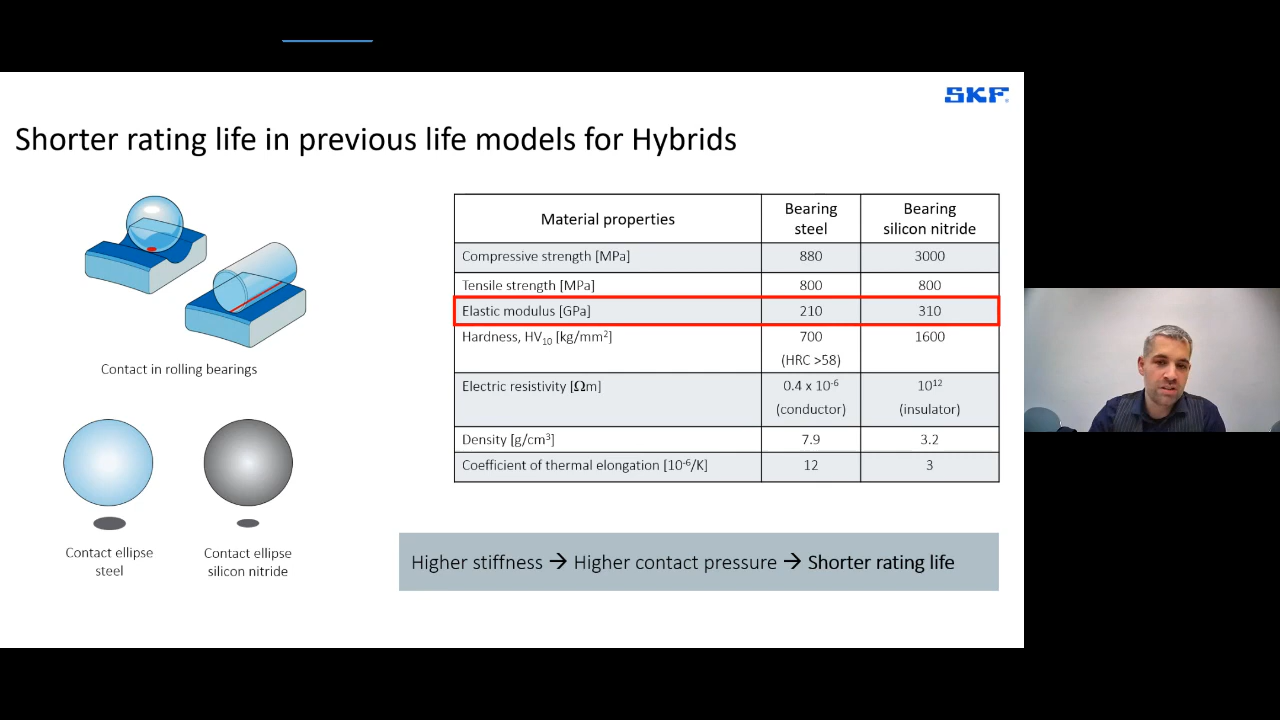 SKF
Shorter rating life in previous life models for Hybrids
Contact in rolling bearings
Contact ellipse
steel
Contact ellipse
silicon nitride
Material properties
Bearing
steel
Bearing
silicon nitride
Compressive strength [MPa] 880 3000
Tensile strength [MPa] 800 800
Elastic modulus [GPa] 210 310
Hardness, HV₁₀ [kg/mm²] 700 1600
(HRC >58)
Electric resistivity [Ωm] 0.4 x 10⁻⁶ 10¹²
(conductor) (insulator)
Density [g/cm³] 7.9 3.2
Coefficient of thermal elongation [10⁻⁶/K] 12 3
Higher stiffness → Higher contact pressure → Shorter rating life